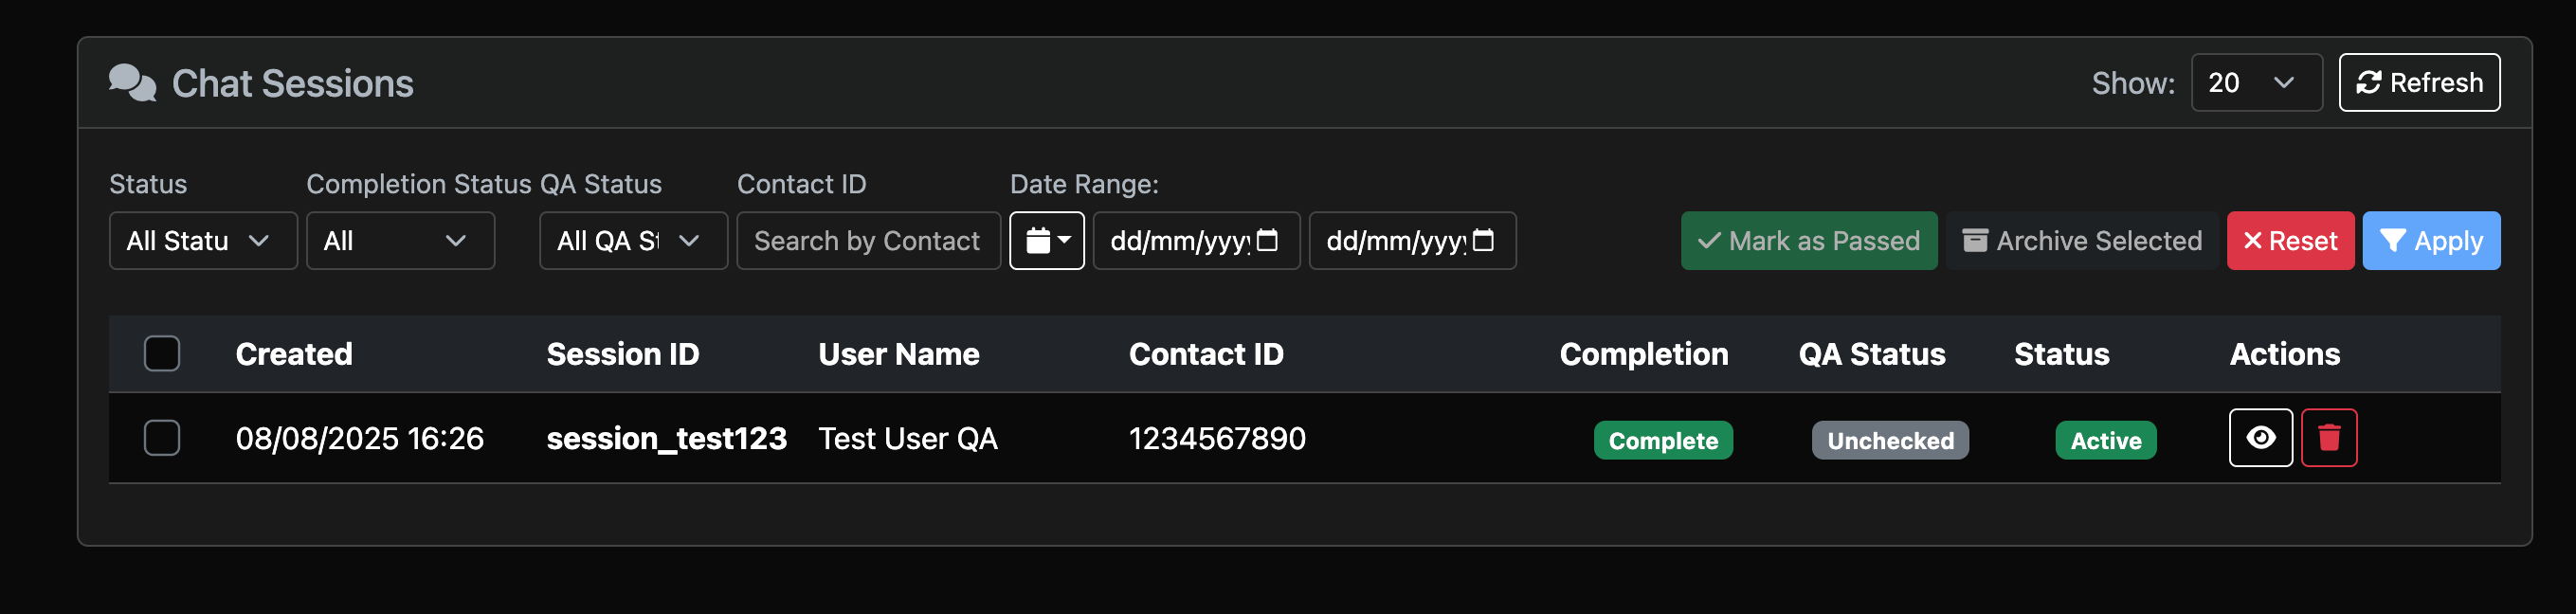 Chat Sessions Show: 20 Refresh
Status Completion Status QA Status Contact ID Date Range:
All Statu All All QA St Search by Contact dd/mm/yyyy dd/mm/yyyy Mark as Passed Archive Selected Reset Apply
Created Session ID User Name Contact ID Completion QA Status Status Actions
08/08/2025 16:26 session_test123 Test User QA 1234567890 Complete Unchecked Active